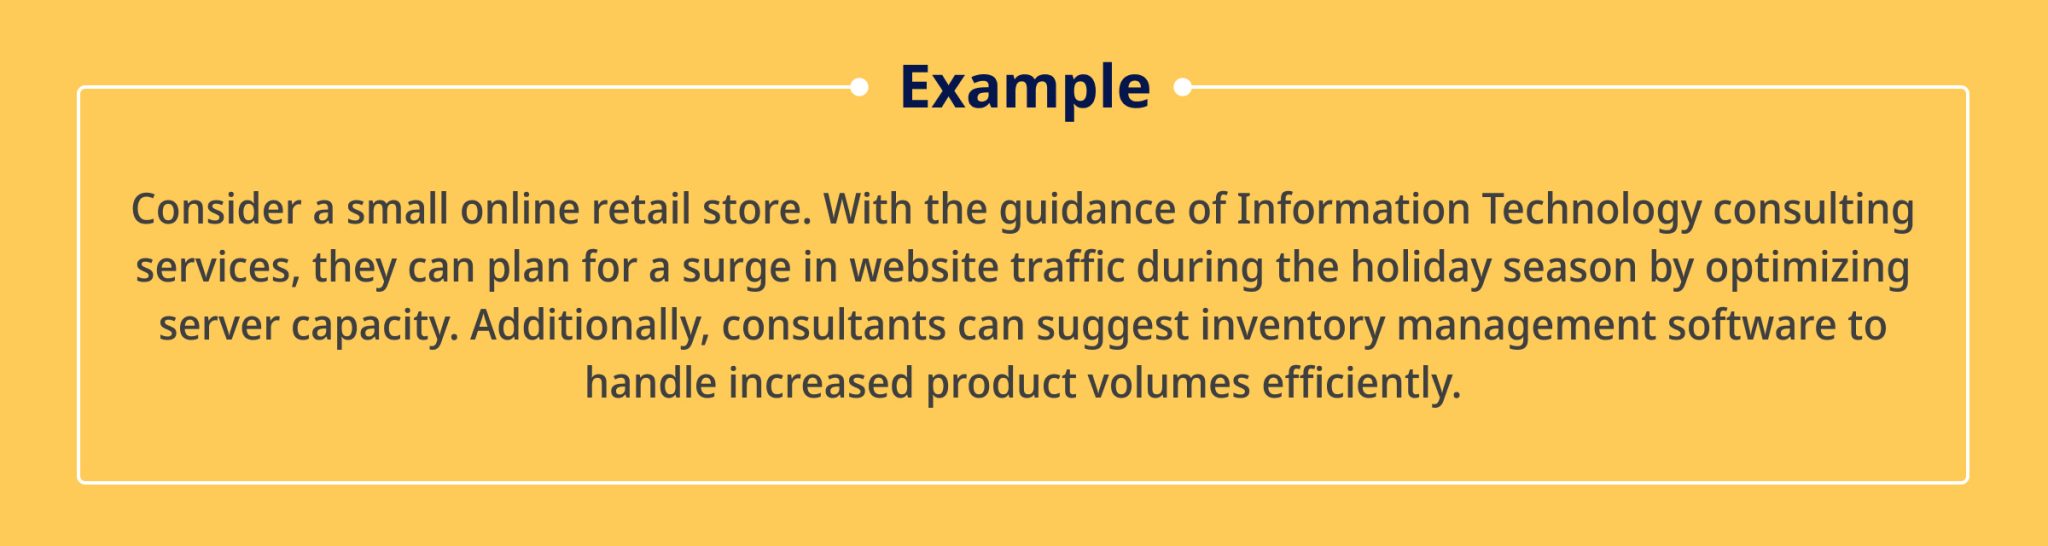 Example
Consider a small online retail store. With the guidance of Information Technology consulting
services, they can plan for a surge in website traffic during the holiday season by optimizing
server capacity. Additionally, consultants can suggest inventory management software to
handle increased product volumes efficiently.